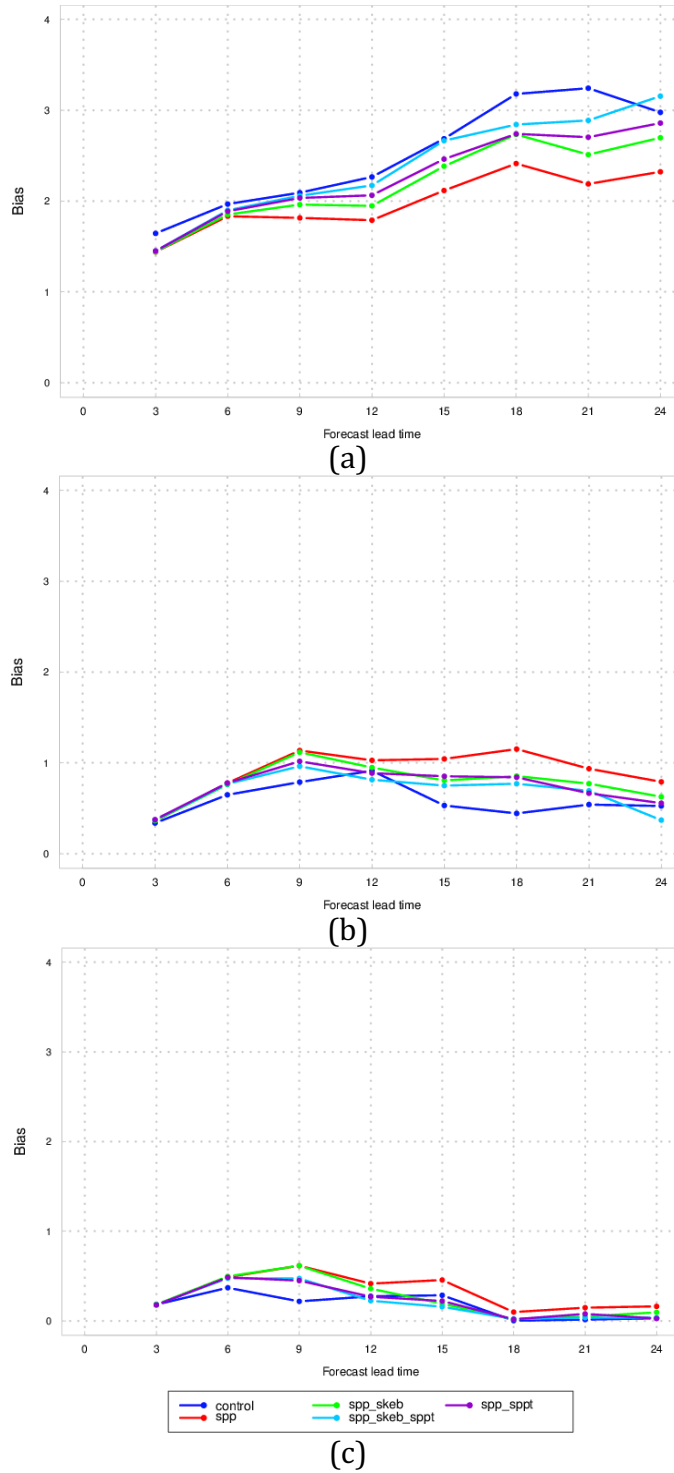 4
3
2
1
0
Bias
0 3 6 9 12 15 18 21 24
Forecast lead time
(a)
4
3
2
1
0
Bias
0 3 6 9 12 15 18 21 24
Forecast lead time
(b)
4
3
2
1
0
Bias
0 3 6 9 12 15 18 21 24
Forecast lead time
control spp_skeb spp_sppt
spp spp_skeb_sppt
(c)